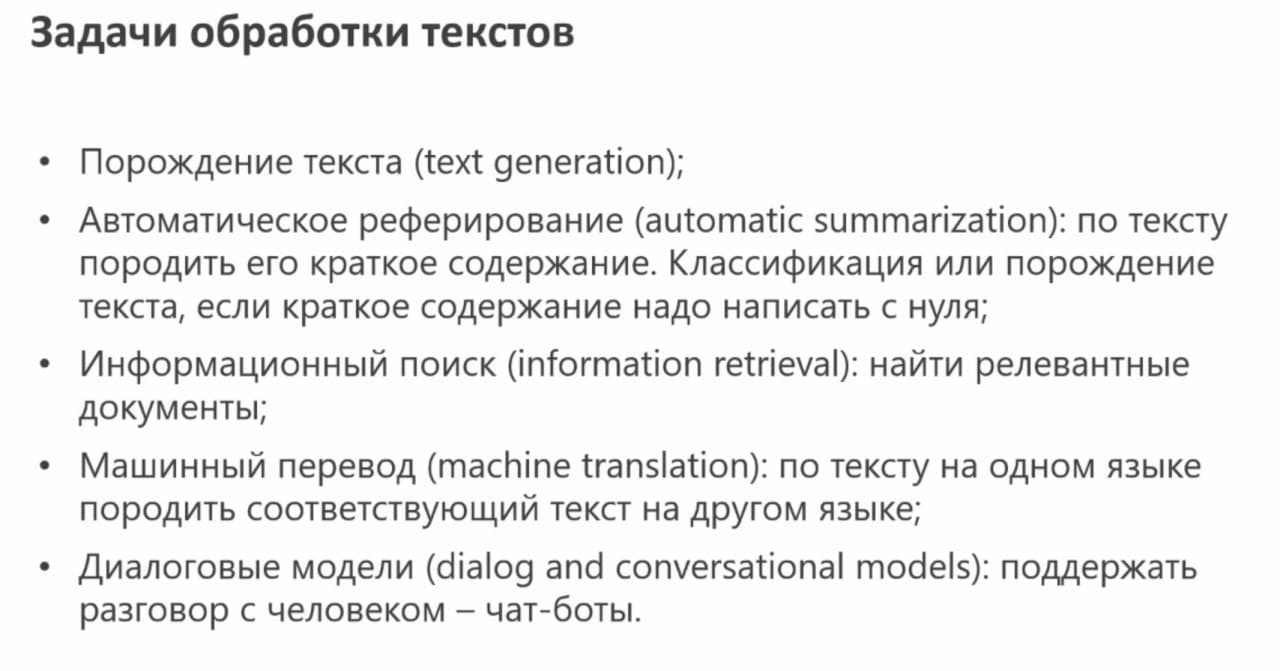 Задачи обработки текстов
• Порождение текста (text generation);
• Автоматическое реферирование (automatic summarization): по тексту
породить его краткое содержание. Классификация или порождение
текста, если краткое содержание надо написать с нуля;
• Информационный поиск (information retrieval): найти релевантные
документы;
• Машинный перевод (machine translation): по тексту на одном языке
породить соответствующий текст на другом языке;
• Диалоговые модели (dialog and conversational models): поддержать
разговор с человеком – чат-боты.